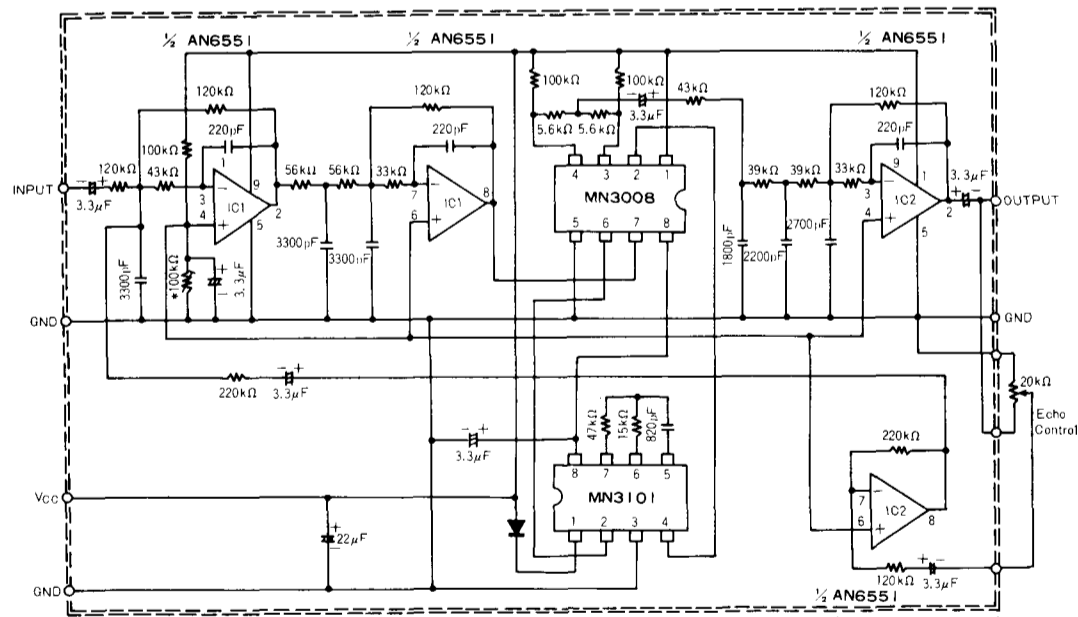 ½ AN6551
½ AN6551
½ AN6551
120kΩ
220pF
100kΩ
120kΩ
43kΩ
INPUT
- +
3.3μF
1
3
4
9
2
5
−
+
IC1
3300pF
*100kΩ
+
-
3.3μF
56kΩ
56kΩ
33kΩ
3300pF
3300pF
120kΩ
220pF
7
6
8
−
+
IC1
100kΩ
100kΩ
5.6kΩ
5.6kΩ
- +
3.3μF
43kΩ
4
3
2
1
MN3008
5
6
7
8
39kΩ
39kΩ
33kΩ
1800pF
2200pF
2700pF
120kΩ
220pF
9
1
3
4
2
5
−
+
IC2
3.3μF
+ -
OUTPUT
GND
GND
220kΩ
- +
3.3μF
- +
3.3μF
47kΩ
15kΩ
820pF
8
7
6
5
MN3101
1
2
3
4
VCC
+
22μF
-
GND
20kΩ
Echo
Control
220kΩ
7
6
8
−
+
IC2
120kΩ
+ -
3.3μF
½ AN6551